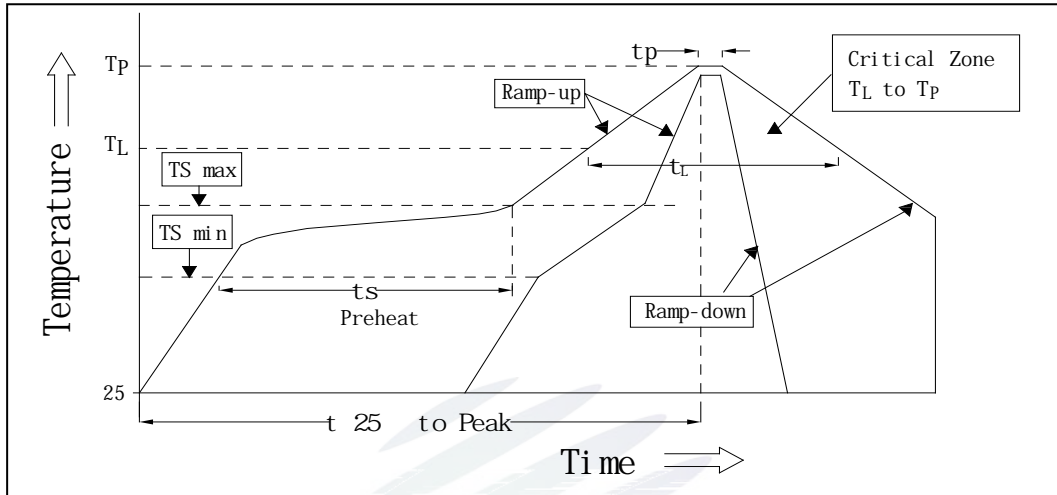 tp
TP
Critical Zone
TL to TP
Ramp-up
TL
tL
TS max
TS min
ts
Preheat
Ramp-down
25
t 25 to Peak
Time
Temperature